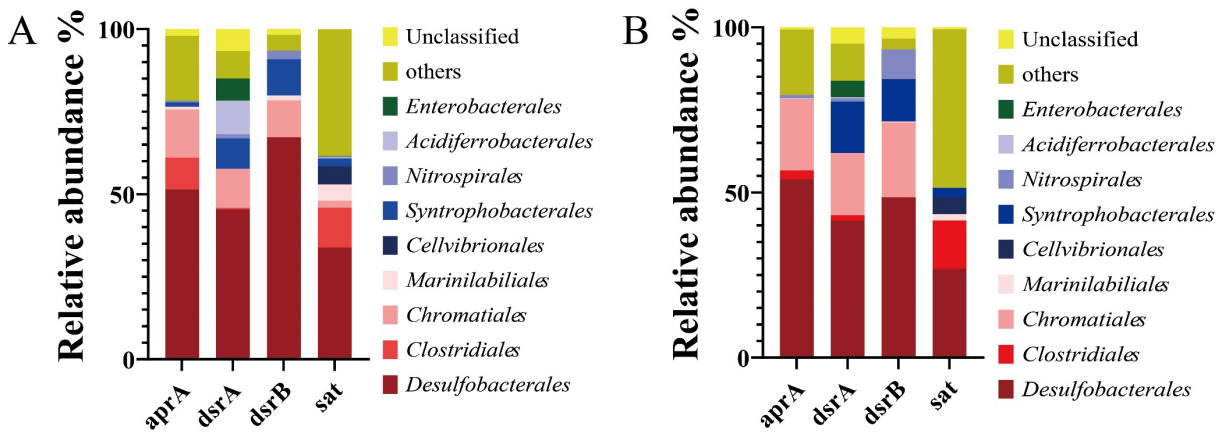 A
Relative abundance %
100
50
0
aprA
dsrA
dsrB
sat
Unclassified
others
Enterobacterales
Acidiferrobacterales
Nitrospirales
Syntrophobacterales
Cellvibrionales
Marinilabiliales
Chromatiales
Clostridiales
Desulfobacterales
B
Relative abundance %
100
50
0
aprA
dsrA
dsrB
sat
Unclassified
others
Enterobacterales
Acidiferrobacterales
Nitrospirales
Syntrophobacterales
Cellvibrionales
Marinilabiliales
Chromatiales
Clostridiales
Desulfobacterales